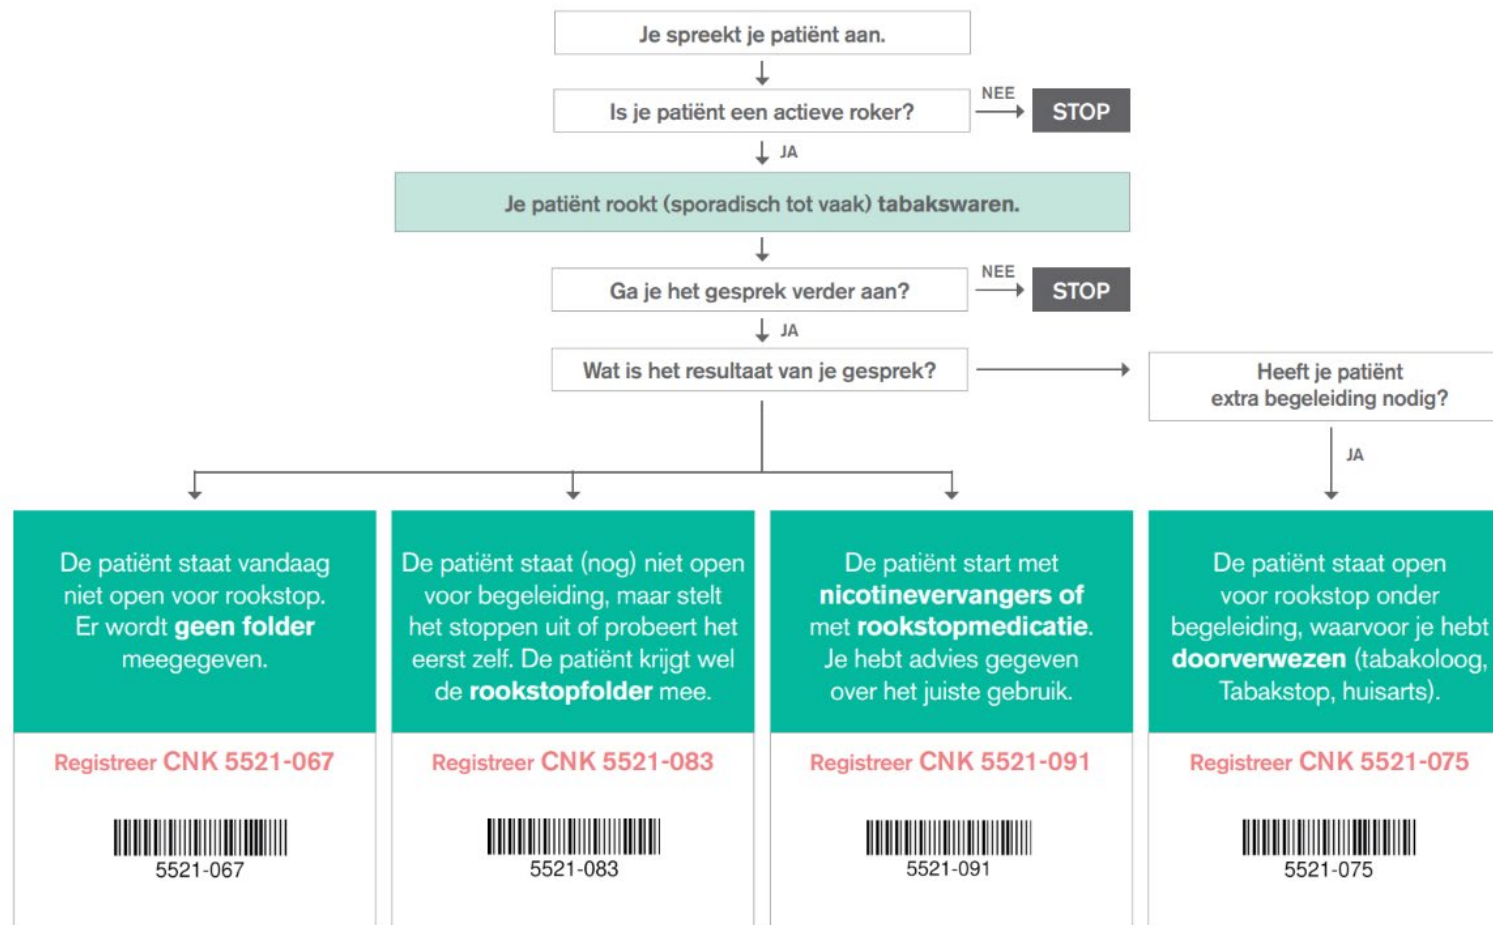 Je spreekt je patiënt aan.
Is je patiënt een actieve roker?
NEE
STOP
JA
Je patiënt rookt (sporadisch tot vaak) tabakswaren.
Ga je het gesprek verder aan?
NEE
STOP
JA
Wat is het resultaat van je gesprek?
Heeft je patiënt
extra begeleiding nodig?
JA
De patiënt staat vandaag
niet open voor rookstop.
Er wordt geen folder
meegegeven.
Registreer CNK 5521-067
5521-067
De patiënt staat (nog) niet open
voor begeleiding, maar stelt
het stoppen uit of probeert het
eerst zelf. De patiënt krijgt wel
de rookstopfolder mee.
Registreer CNK 5521-083
5521-083
De patiënt start met
nicotinevervangers of
met rookstopmedicatie.
Je hebt advies gegeven
over het juiste gebruik.
Registreer CNK 5521-091
5521-091
De patiënt staat open
voor rookstop onder
begeleiding, waarvoor je hebt
doorverwezen (tabakoloog,
Tabakstop, huisarts).
Registreer CNK 5521-075
5521-075